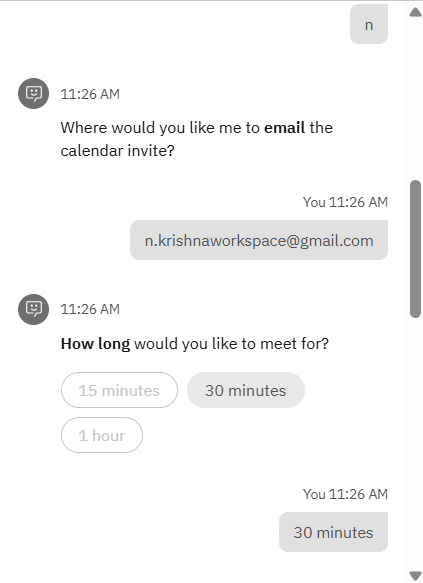 n
11:26 AM
Where would you like me to email the
calendar invite?
You 11:26 AM
n.krishnaworkspace@gmail.com
11:26 AM
How long would you like to meet for?
15 minutes
30 minutes
1 hour
You 11:26 AM
30 minutes